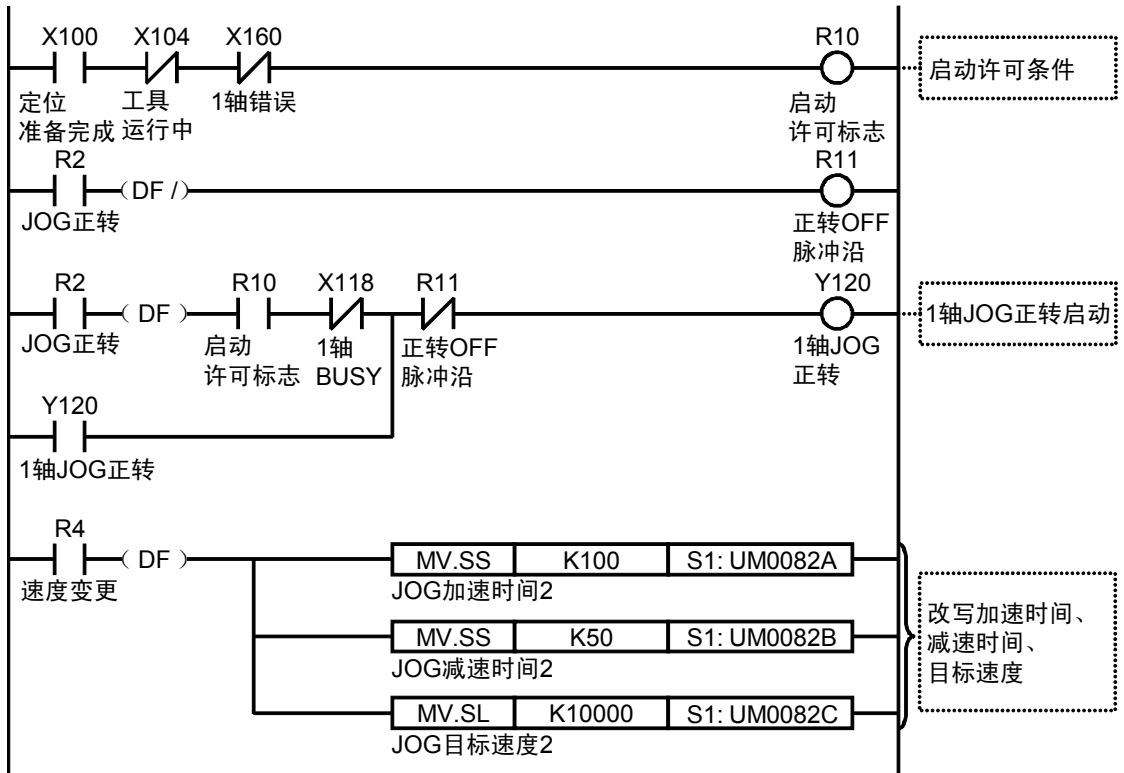 X100 X104 X160 R10
启动许可条件
定位 工具 1轴错误 启动
准备完成 运行中 许可标志
R2 R11
(DF /)
JOG正转 正转OFF
脉冲沿
R2 R10 X118 R11 Y120
( DF )
1轴JOG正转启动
JOG正转 启动 1轴 正转OFF 1轴JOG
许可标志 BUSY 脉冲沿 正转
Y120
1轴JOG正转
R4
( DF ) MV.SS K100 S1: UM0082A
速度变更 JOG加速时间2
改写加速时间、
MV.SS K50 S1: UM0082B 减速时间、
JOG减速时间2 目标速度
MV.SL K10000 S1: UM0082C
JOG目标速度2